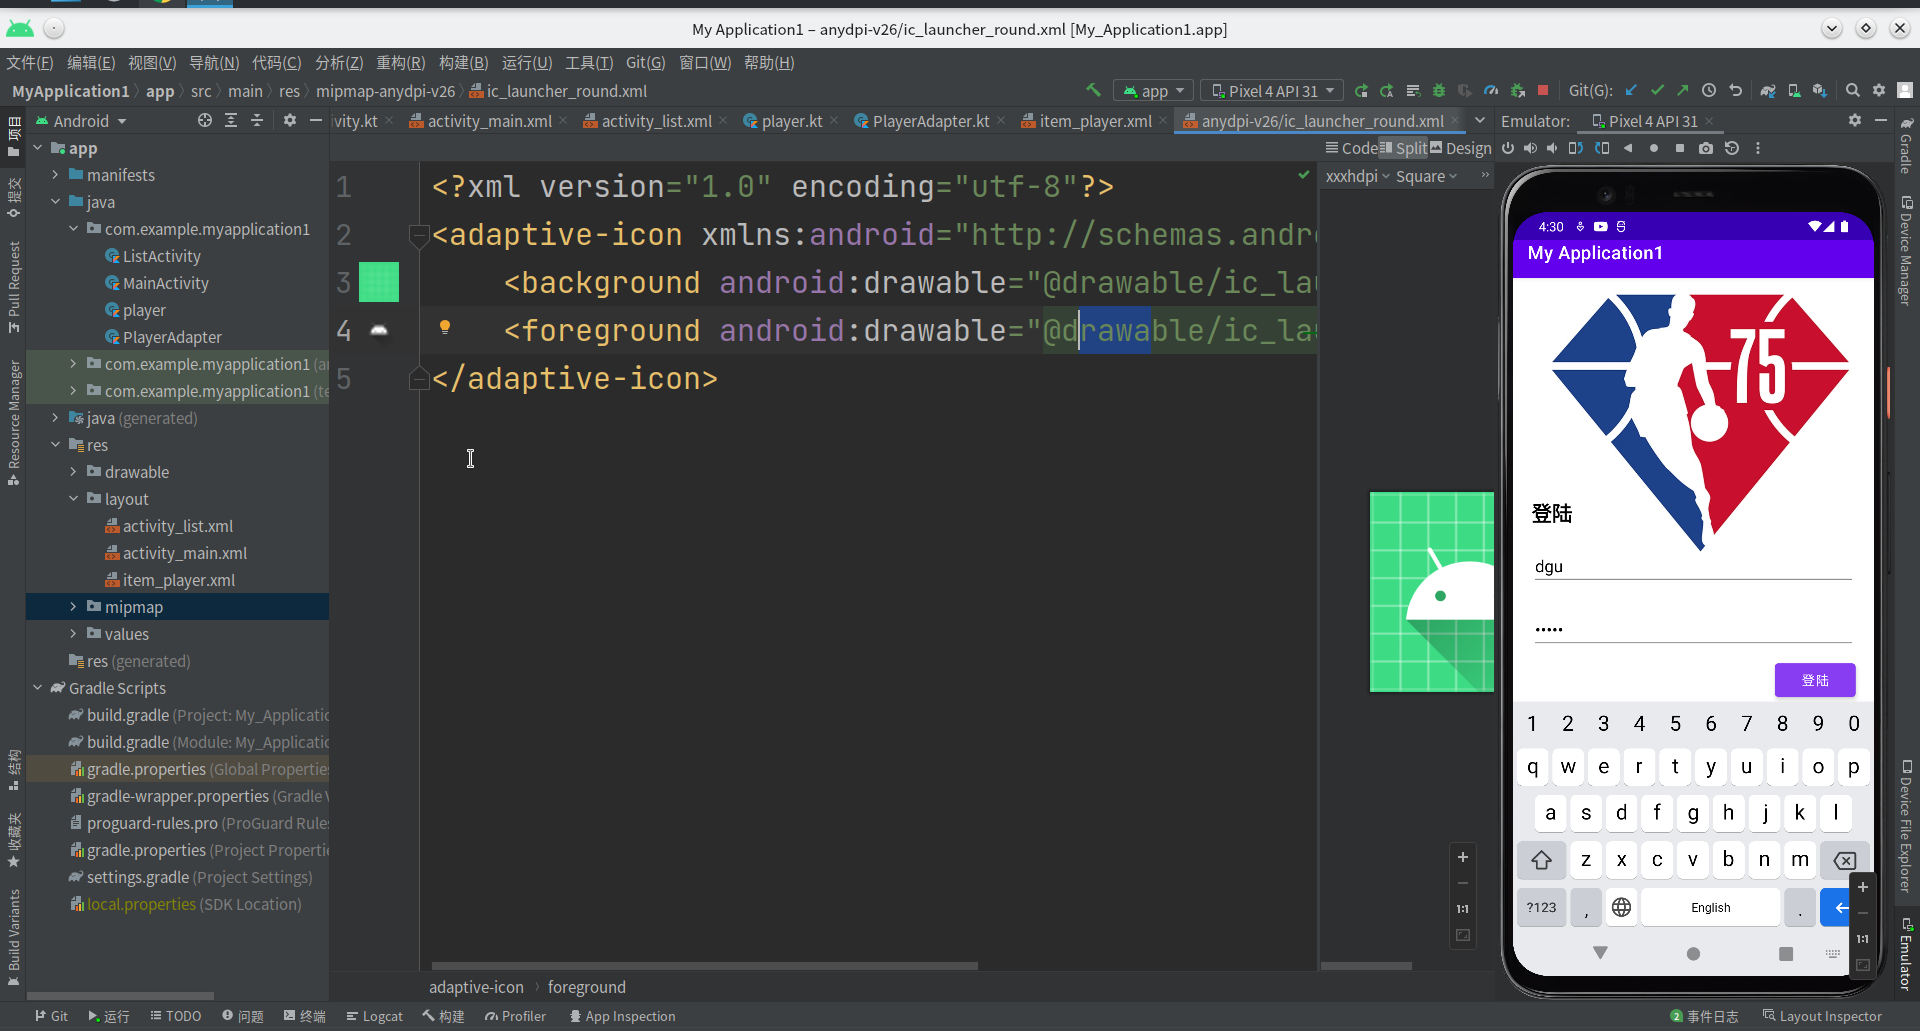 My Application1 – anydpi-v26/ic_launcher_round.xml [My_Application1.app]
文件(F) 编辑(E) 视图(V) 导航(N) 代码(C) 分析(Z) 重构(R) 构建(B) 运行(U) 工具(T) Git(G) 窗口(W) 帮助(H)
MyApplication1 app src main res mipmap-anydpi-v26 ic_launcher_round.xml
app Pixel 4 API 31 Git(G):
Android
vity.kt activity_main.xml activity_list.xml player.kt PlayerAdapter.kt item_player.xml anydpi-v26/ic_launcher_round.xml
Emulator: Pixel 4 API 31
Code Split Design
xxxhdpi Square
项目
提交
Pull Request
Resource Manager
结构
收藏夹
Build Variants
app
manifests
java
com.example.myapplication1
ListActivity
MainActivity
player
PlayerAdapter
com.example.myapplication1 (an
com.example.myapplication1 (te
java (generated)
res
drawable
layout
activity_list.xml
activity_main.xml
item_player.xml
mipmap
values
res (generated)
Gradle Scripts
build.gradle (Project: My_Applicatio
build.gradle (Module: My_Applicatio
gradle.properties (Global Propertie
gradle-wrapper.properties (Gradle V
proguard-rules.pro (ProGuard Rules
gradle.properties (Project Properti
settings.gradle (Project Settings)
local.properties (SDK Location)
1 <?xml version="1.0" encoding="utf-8"?>
2 <adaptive-icon xmlns:android="http://schemas.andr
3 <background android:drawable="@drawable/ic_la
4 <foreground android:drawable="@drawable/ic_la
5 </adaptive-icon>
1:1
adaptive-icon foreground
4:30
My Application1
75
登陆
dgu
•••••
登陆
1 2 3 4 5 6 7 8 9 0
q w e r t y u i o p
a s d f g h j k l
z x c v b n m
?123 , English .
1:1
Gradle
Device Manager
Device File Explorer
Emulator
Git 运行 TODO 问题 终端 Logcat 构建 Profiler App Inspection
2 事件日志 Layout Inspector